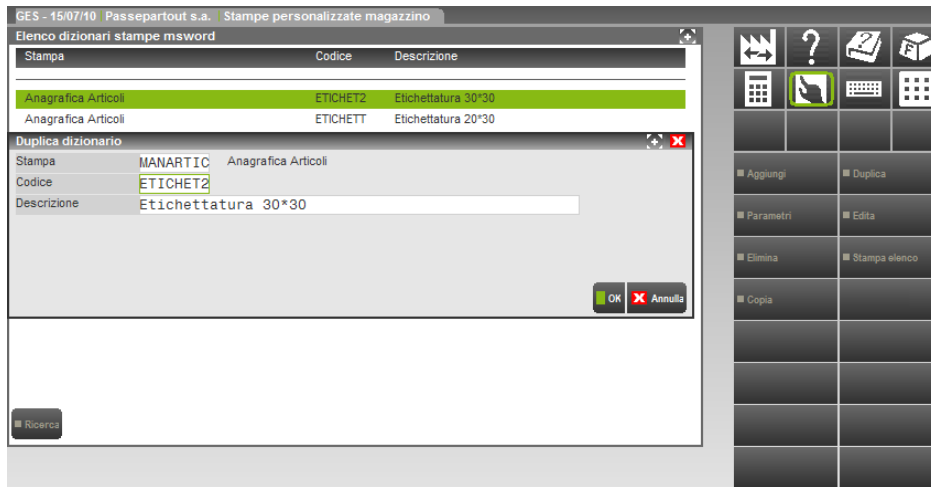 GES - 15/07/10 Passepartout s.a. Stampe personalizzate magazzino
Elenco dizionari stampe msword
Stampa Codice Descrizione
Anagrafica Articoli ETICHET2 Etichettatura 30*30
Anagrafica Articoli ETICHETT Etichettatura 20*30
Duplica dizionario
Stampa MANARTIC Anagrafica Articoli
Codice ETICHET2
Descrizione Etichettatura 30*30
OK Annulla
Ricerca
Aggiungi Duplica
Parametri Edita
Elimina Stampa elenco
Copia